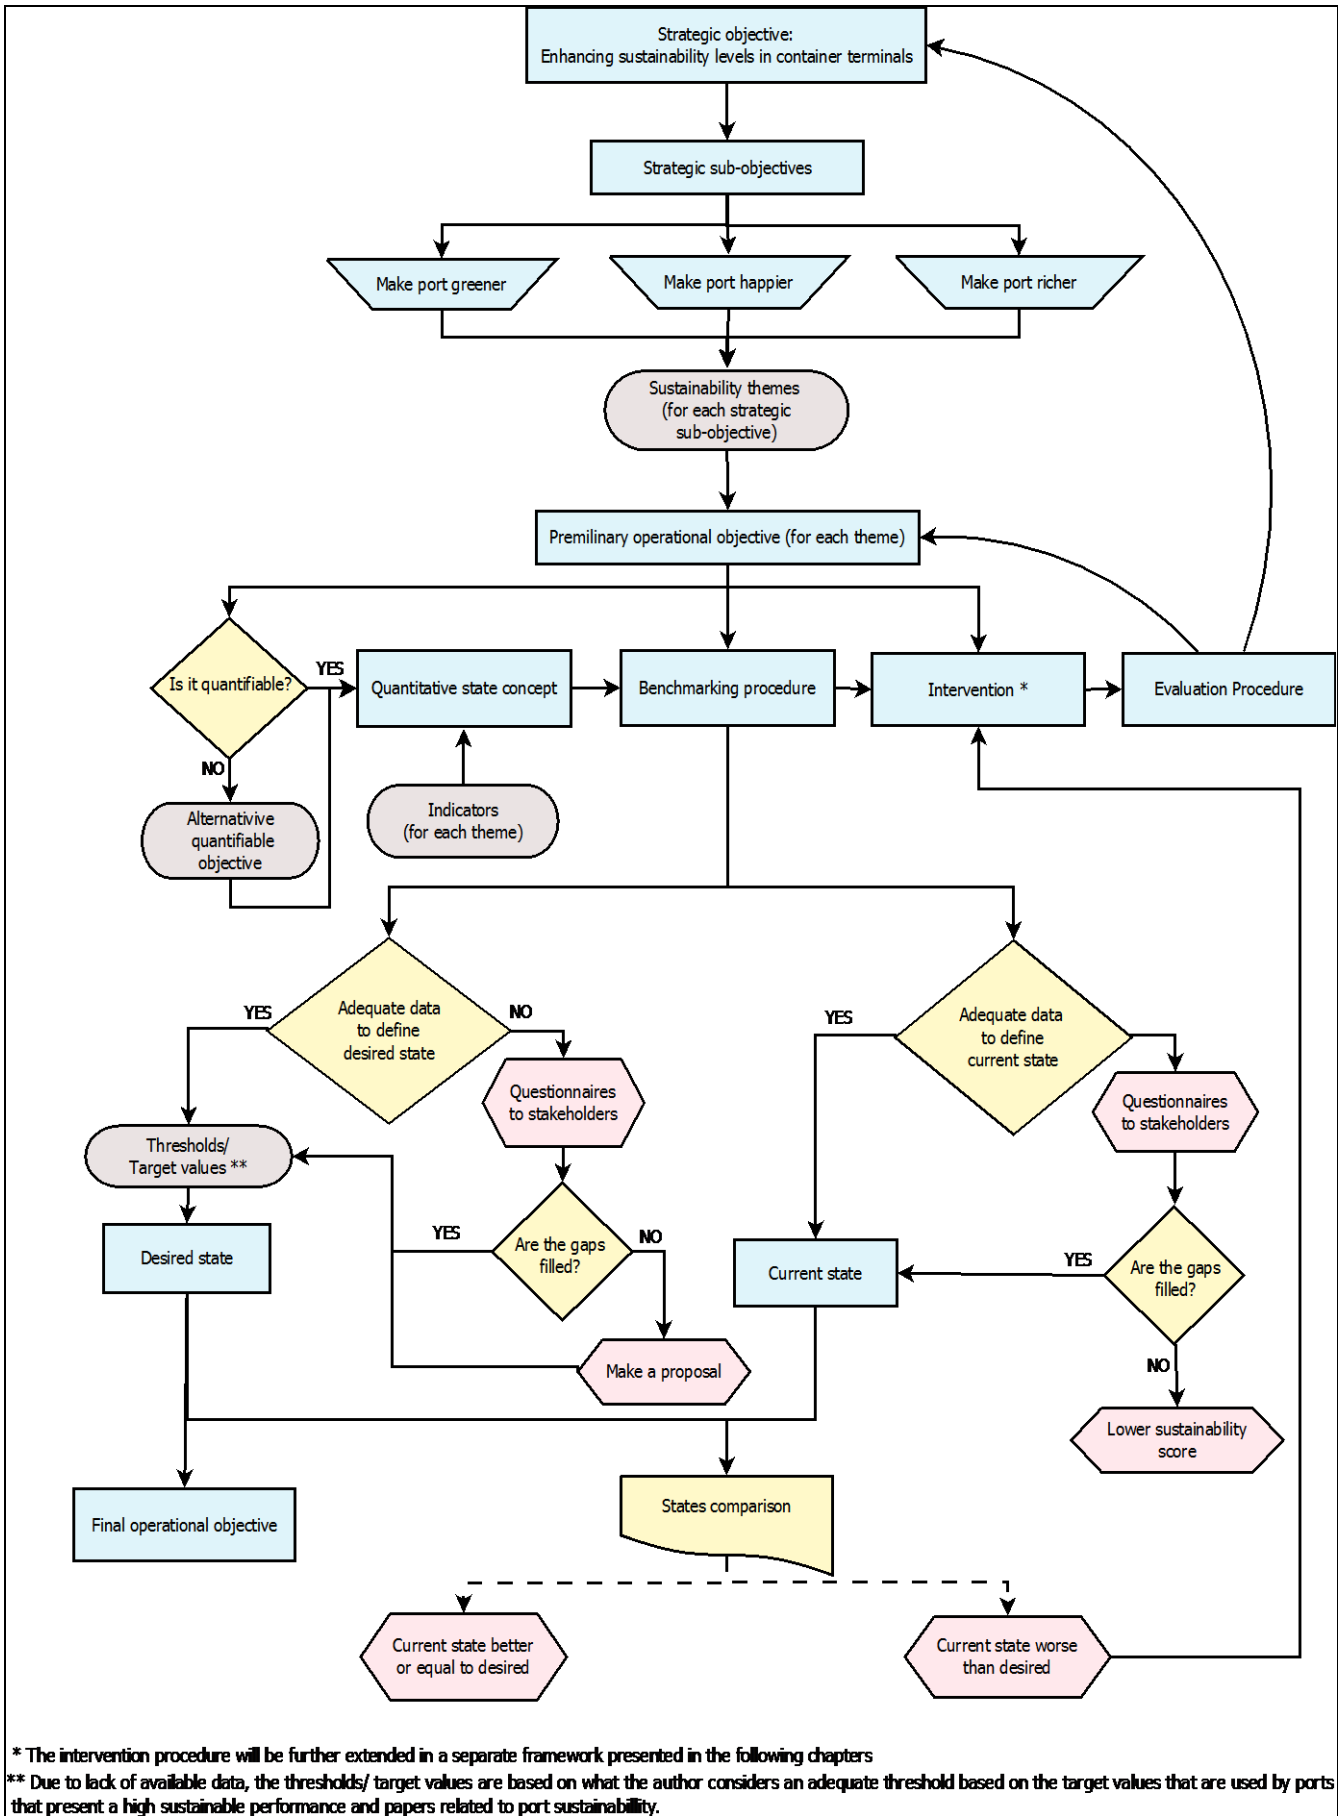 Strategic objective:
Enhancing sustainability levels in container terminals
Strategic sub-objectives
Make port greener
Make port happier
Make port richer
Sustainability themes
(for each strategic
sub-objective)
Premilinary operational objective (for each theme)
Is it quantifiable?
YES
Quantitative state concept
Benchmarking procedure
Intervention *
Evaluation Procedure
NO
Alternativive
quantifiable
objective
Indicators
(for each theme)
Adequate data
to define
desired state
YES
NO
Adequate data
to define
current state
YES
Questionnaires
to stakeholders
Questionnaires
to stakeholders
Thresholds/
Target values **
Desired state
YES
Are the gaps
filled?
NO
Current state
YES
Are the gaps
filled?
Make a proposal
NO
Lower sustainability
score
Final operational objective
States comparison
Current state better
or equal to desired
Current state worse
than desired
* The intervention procedure will be further extended in a separate framework presented in the following chapters
** Due to lack of available data, the thresholds/ target values are based on what the author considers an adequate threshold based on the target values that are used by ports
that present a high sustainable performance and papers related to port sustainabillity.